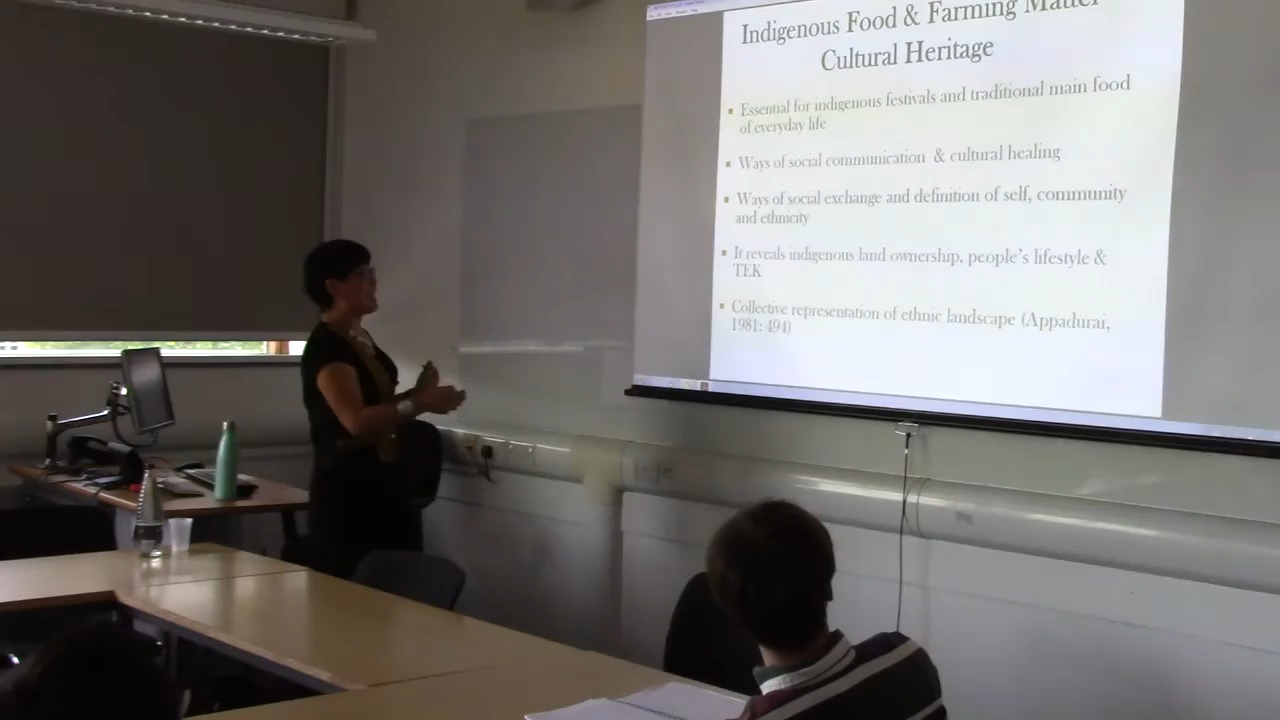 Indigenous Food & Farming Matter
Cultural Heritage
Essential for indigenous festivals and traditional main food
of everyday life
Ways of social communication & cultural healing
Ways of social exchange and definition of self, community
and ethnicity
It reveals indigenous land ownership, people's lifestyle &
TEK
Collective representation of ethnic landscape (Appadurai,
1981: 494)